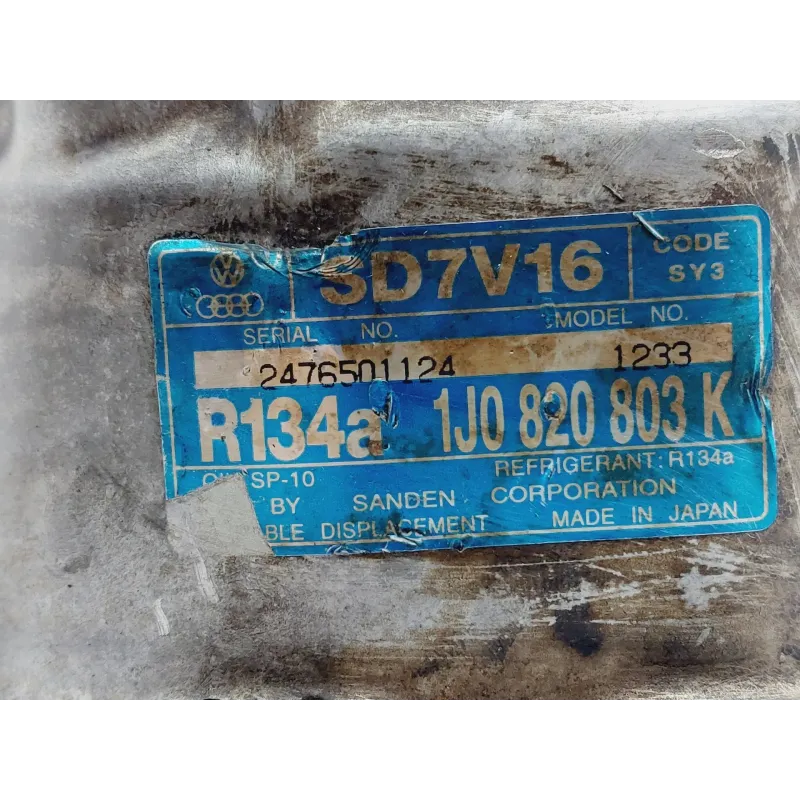 SD7V16 CODE
SY3
SERIAL NO. MODEL NO.
2476501124 1233
R134a 1J0 820 803 K
SP-10 REFRIGERANT: R134a
BY SANDEN CORPORATION
BLE DISPLACEMENT MADE IN JAPAN